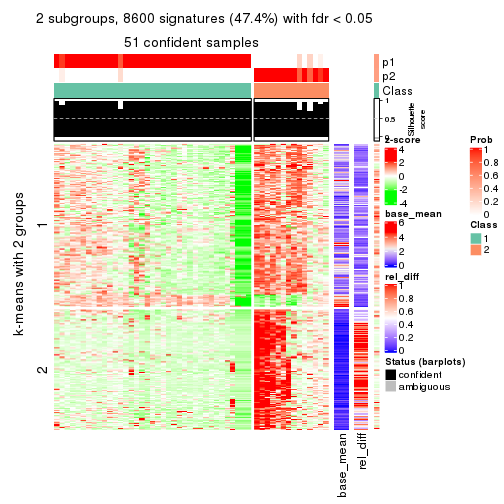 2 subgroups, 8600 signatures (47.4%) with fdr < 0.05
51 confident samples
p1
p2
Class
1
0.5
0
Silhouette
score
k-means with 2 groups
1
2
base_mean
rel_diff
z-score
4
2
0
-2
-4
base_mean
6
4
2
0
rel_diff
1
0.8
0.6
0.4
0.2
0
Status (barplots)
confident
ambiguous
Prob
1
0.8
0.6
0.4
0.2
0
Class
1
2